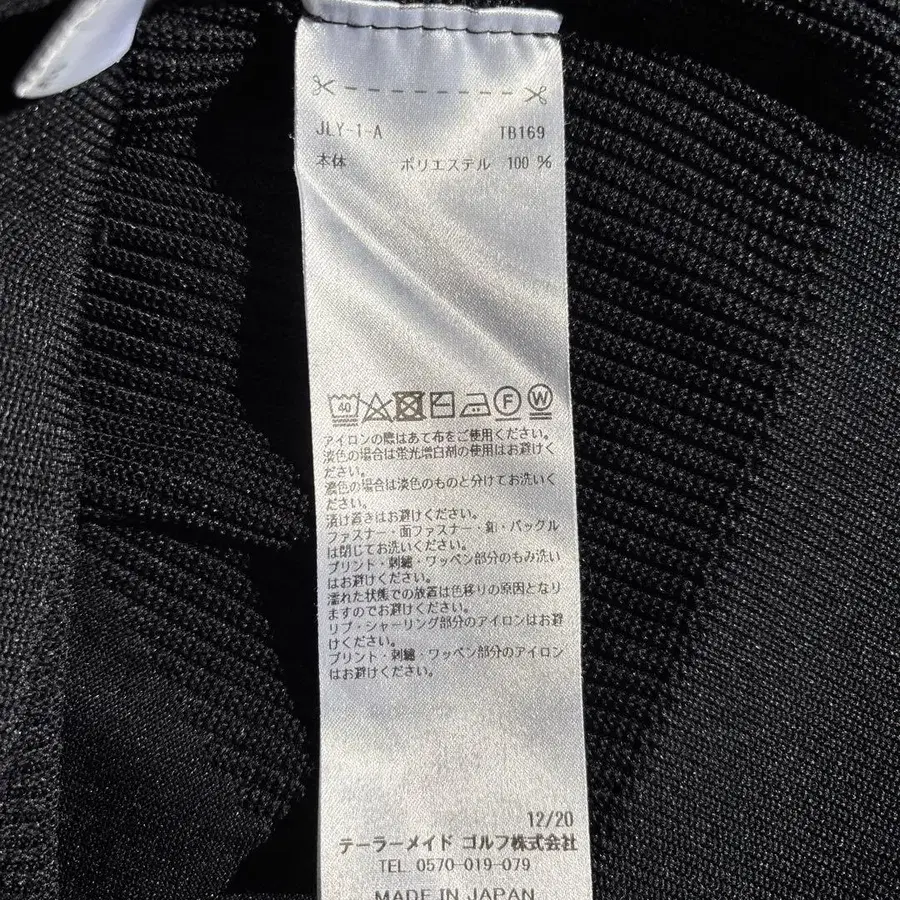 JLY-1-A TB169
本体 ポリエステル 100 %
40 F W
アイロンの際はあて布をご使用ください。
淡色の場合は蛍光増白剤の使用はお避けく
ださい。
濃色の場合は淡色のものと分けてお洗いく
ださい。
漬け置きはお避けください。
ファスナー・面ファスナー・釦・バックル
は閉じてお洗いください。
プリント・刺繍・ワッペン部分のもみ洗い
はお避けください。
濡れた状態での放置は色移りの原因となり
ますのでお避けください。
リブ・シャーリング部分のアイロンはお避
けください。
プリント・刺繍・ワッペン部分のアイロン
はお避けください。
12/20
テーラーメイド ゴルフ株式会社
TEL 0570-019-079
MADE IN JAPAN